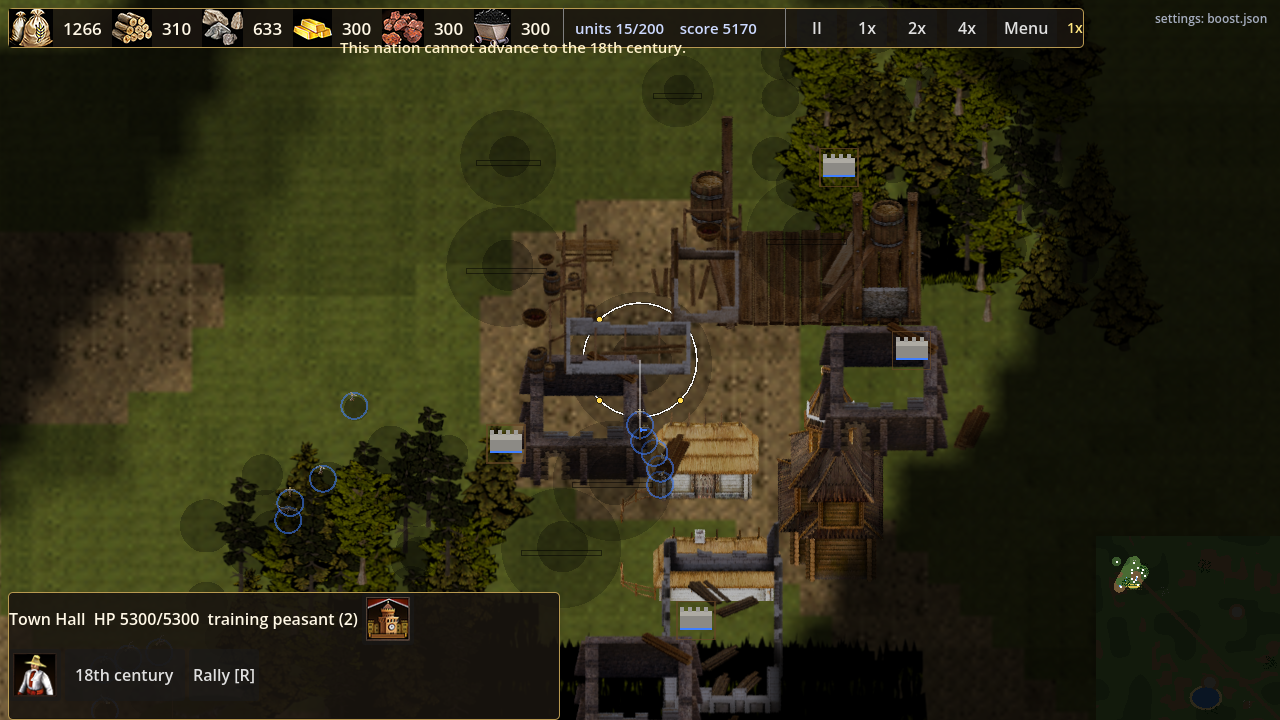 1266 310 633 300 300 300 units 15/200 score 5170 II 1x 2x 4x Menu 1x
settings: boost.json
This nation cannot advance to the 18th century.
Town Hall HP 5300/5300 training peasant (2)
18th century Rally [R]